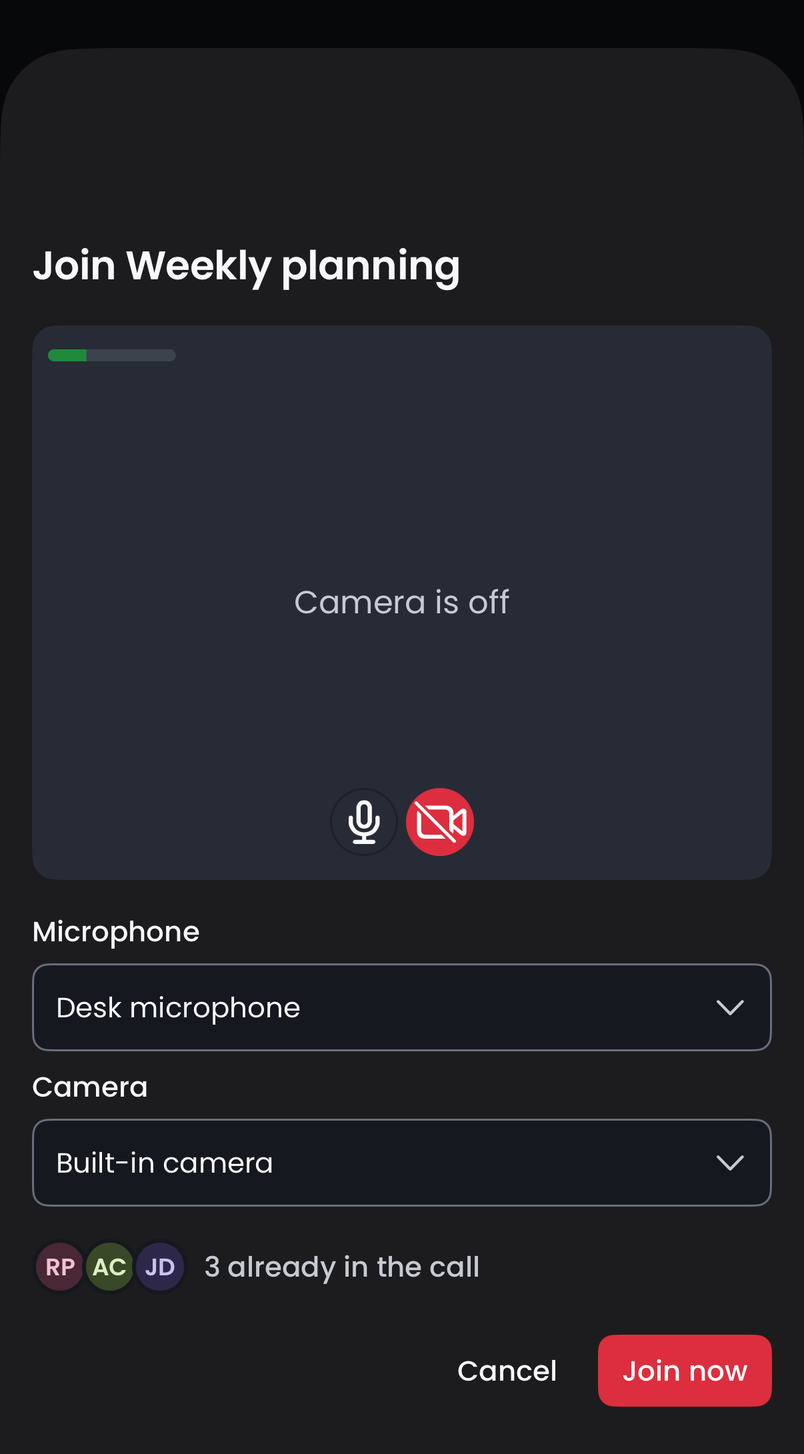 Join Weekly planning
Camera is off
Microphone
Desk microphone
Camera
Built-in camera
RP AC JD 3 already in the call
Cancel Join now